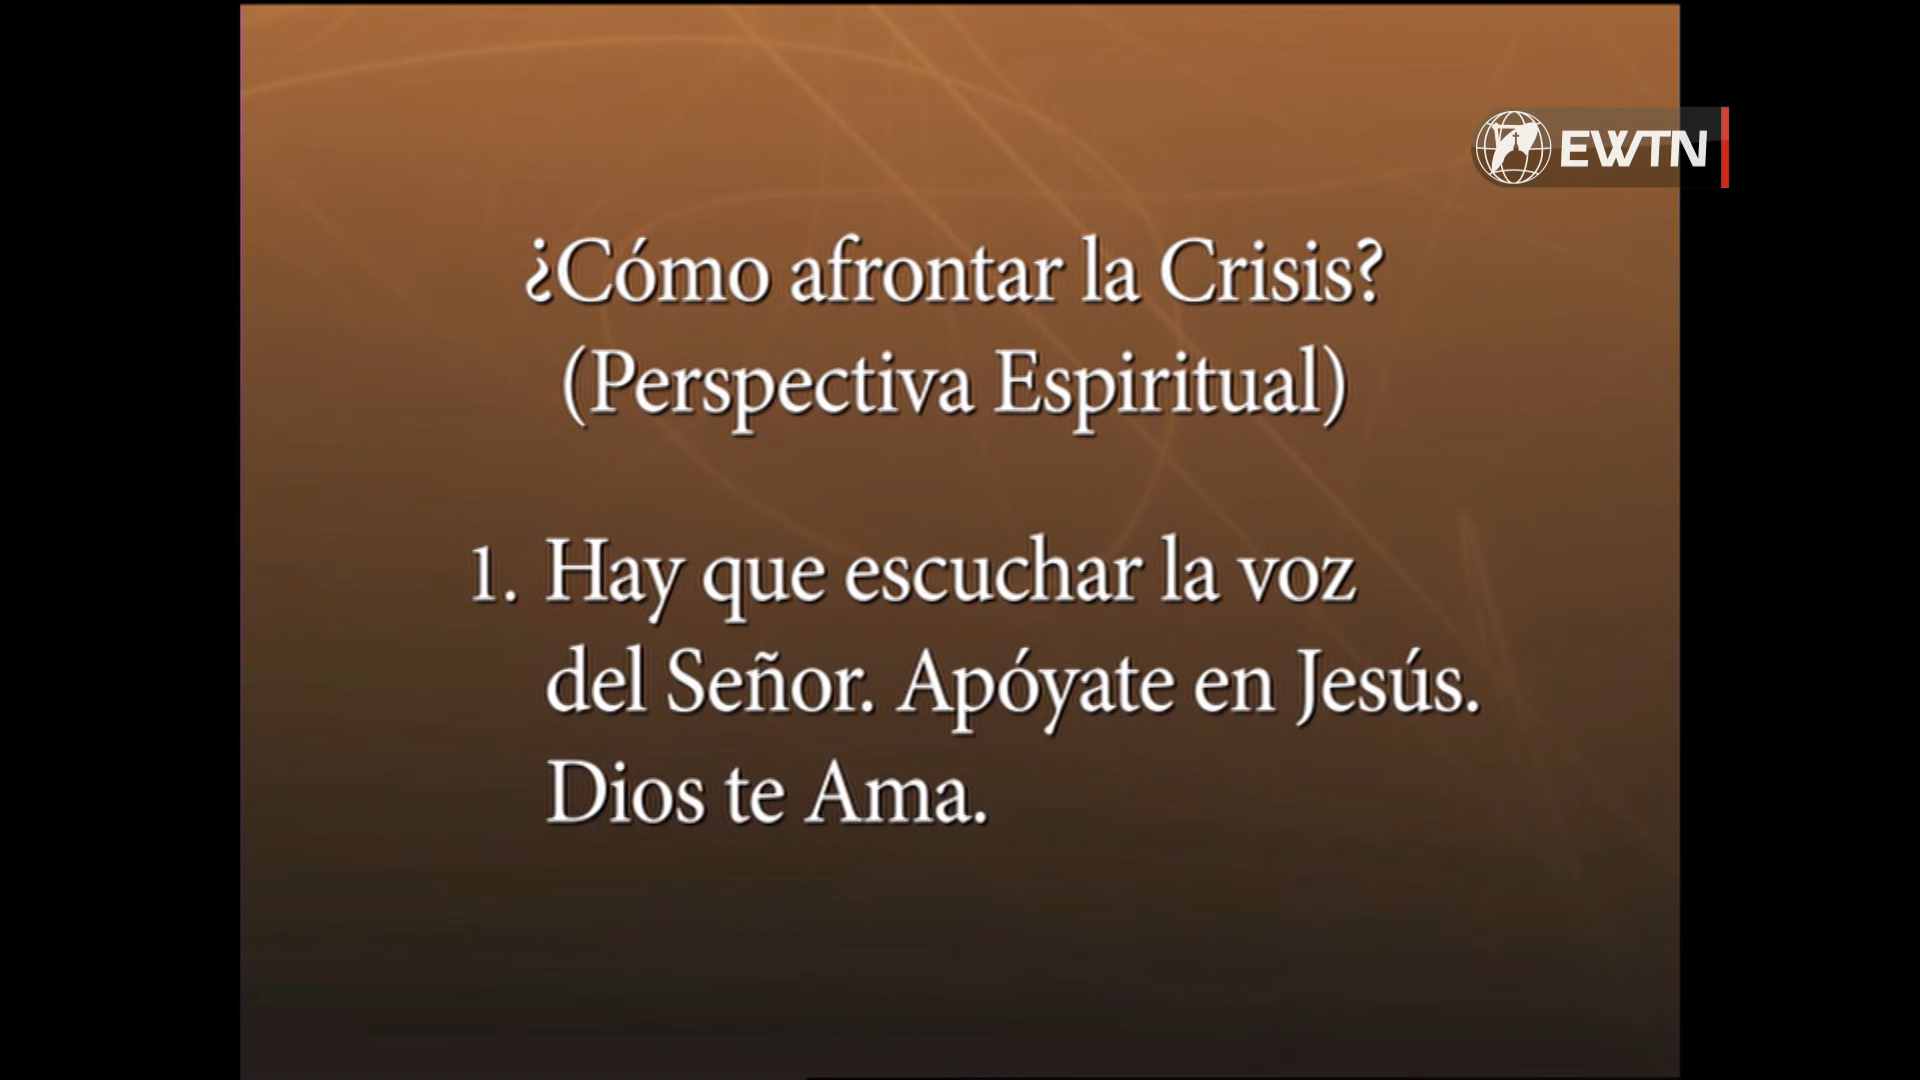 EWTN
¿Cómo afrontar la Crisis?
(Perspectiva Espiritual)
1. Hay que escuchar la voz
del Señor. Apóyate en Jesús.
Dios te Ama.